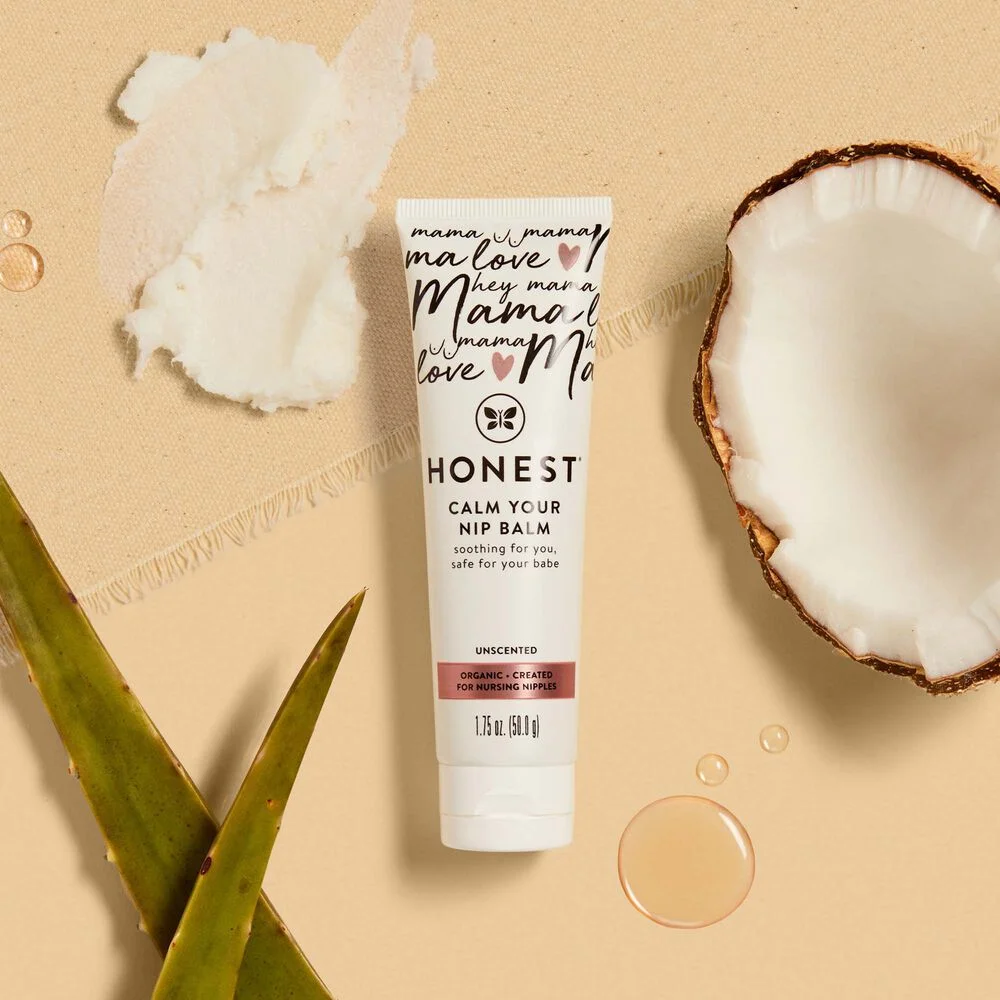 mama mama
ma love
hey mama
Mama
mama
love Ma
HONEST
CALM YOUR
NIP BALM
soothing for you,
safe for your babe
UNSCENTED
ORGANIC • CREATED
FOR NURSING NIPPLES
1.75 oz. (50.0 g)